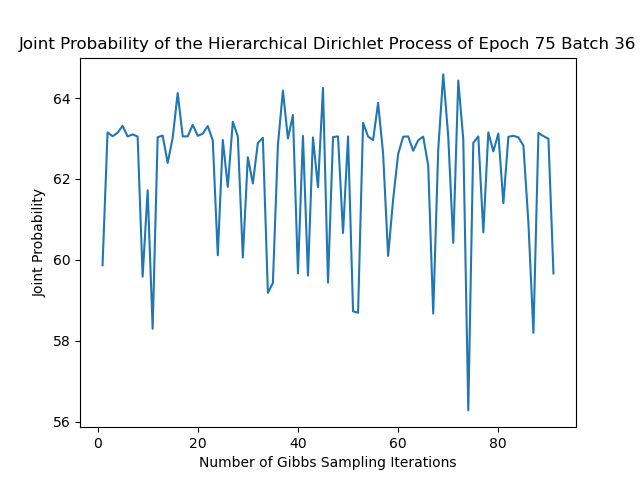 Joint Probability of the Hierarchical Dirichlet Process of Epoch 75 Batch 36
64
62
60
58
56
Joint Probability
0 20 40 60 80
Number of Gibbs Sampling Iterations